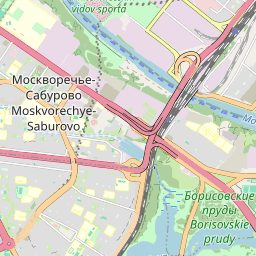 vidov sporta
Москворечье-
Сабурово
Moskvorechye-
Saburovo
Борисовские
пруды
Borisovskie
prudy